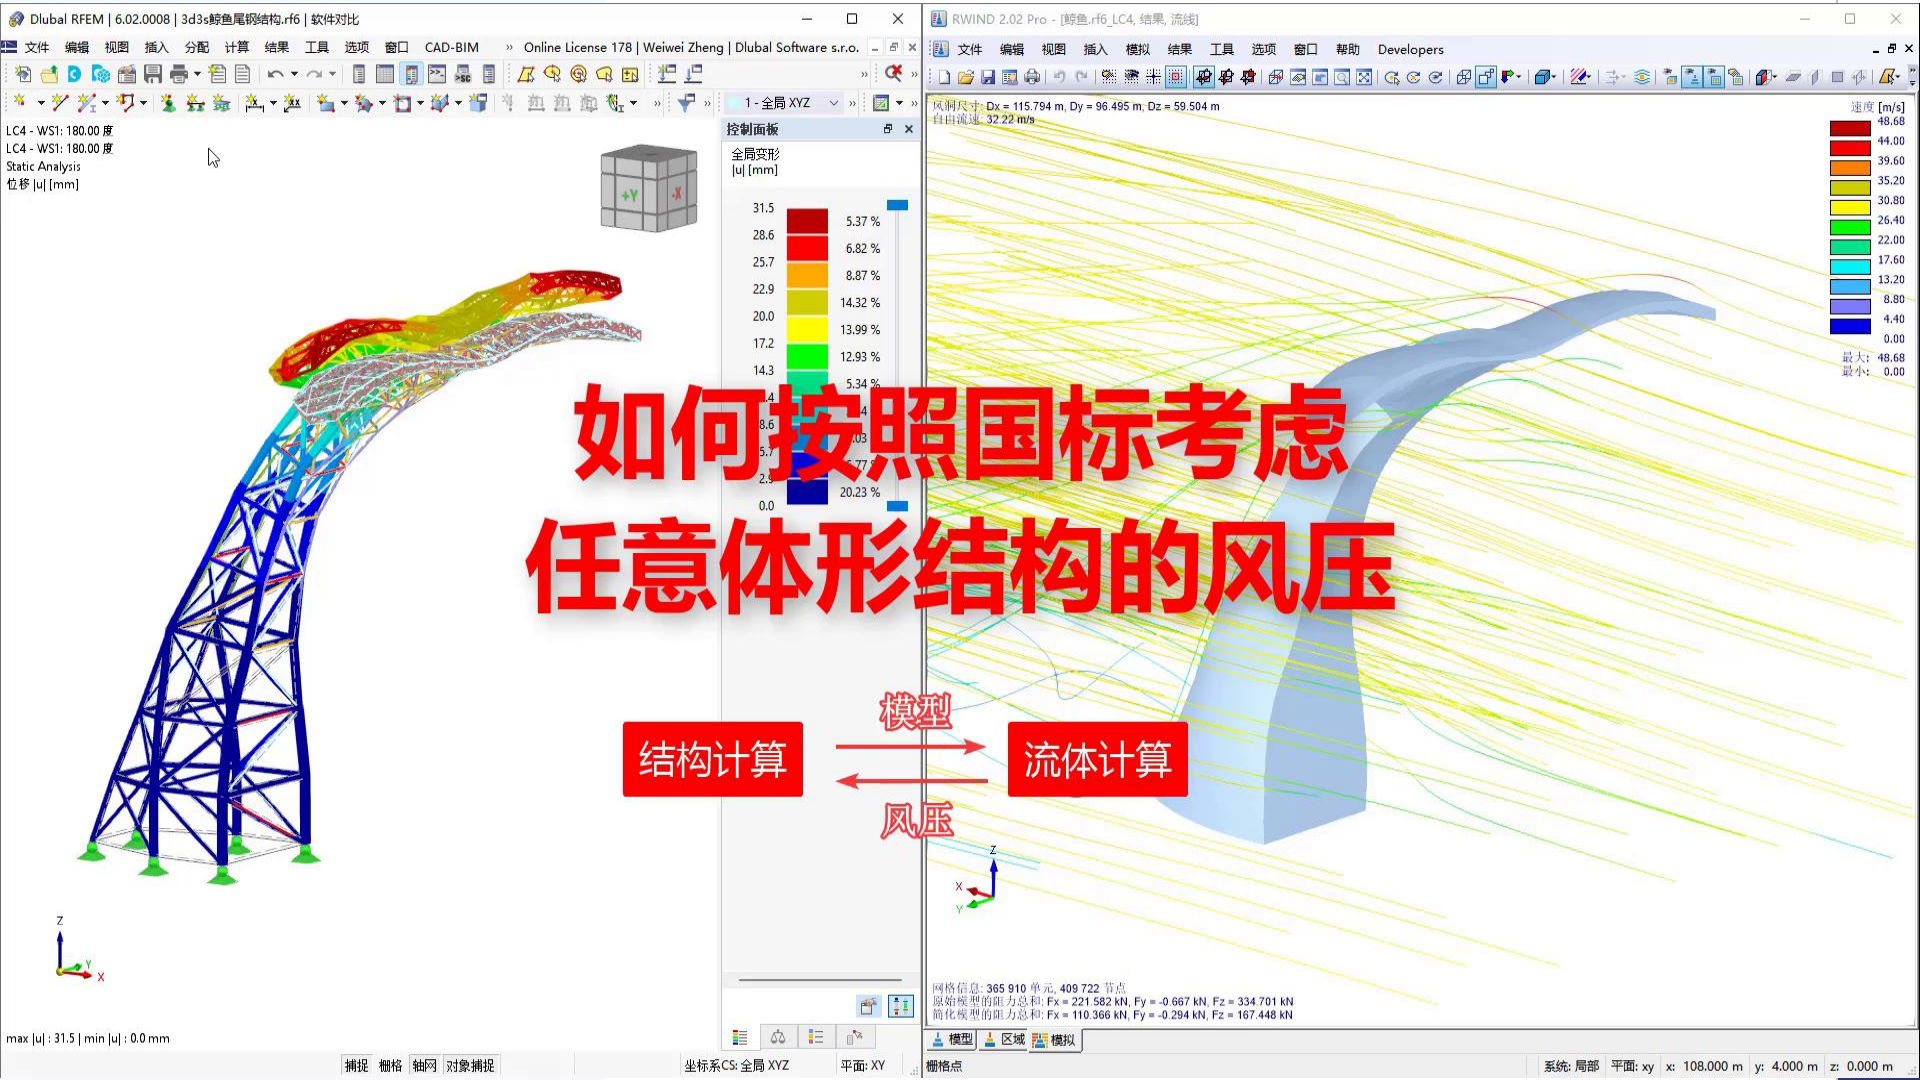 Dlubal RFEM | 6.02.0008 | 3d3s鲸鱼尾钢结构.rf6 | 软件对比
文件 编辑 视图 插入 分配 计算 结果 工具 选项 窗口 CAD-BIM » Online License 178 | Weiwei Zheng | Dlubal Software s.r.o.
1 - 全局 XYZ
LC4 - WS1: 180.00 度
LC4 - WS1: 180.00 度
Static Analysis
位移 |u| [mm]
+Y -X
控制面板
全局变形
|u| [mm]
31.5
5.37 %
28.6
6.82 %
25.7
8.87 %
22.9
14.32 %
20.0
13.99 %
17.2
12.93 %
14.3
5.34 %
8.6
5.7
20.23 %
0.0
Z
Y
X
max |u| : 31.5 | min |u| : 0.0 mm
捕捉 栅格 轴网 对象捕捉
坐标系CS: 全局 XYZ 平面: XY
RWIND 2.02 Pro - [鲸鱼.rf6_LC4, 结果, 流线]
文件 编辑 视图 插入 模拟 结果 工具 选项 窗口 帮助 Developers
风洞尺寸: Dx = 115.794 m, Dy = 96.495 m, Dz = 59.504 m
自由流速: 32.22 m/s
速度 [m/s]
48.68
44.00
39.60
35.20
30.80
26.40
22.00
17.60
13.20
8.80
4.40
0.00
最大: 48.68
最小: 0.00
如何按照国标考虑
任意体形结构的风压
模型
结构计算 流体计算
风压
Z
X
Y
网格信息: 365 910 单元, 409 722 节点
原始模型的阻力总和: Fx = 221.582 kN, Fy = -0.667 kN, Fz = 334.701 kN
简化模型的阻力总和: Fx = 110.366 kN, Fy = -0.294 kN, Fz = 167.448 kN
模型 区域 模拟
栅格点
系统: 局部 平面: xy x: 108.000 m y: 4.000 m z: 0.000 m